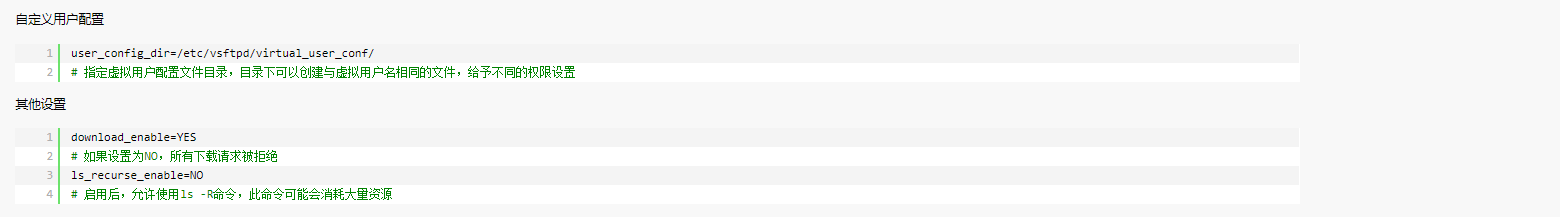 自定义用户配置
1 user_config_dir=/etc/vsftpd/virtual_user_conf/
2 # 指定虚拟用户配置文件目录，目录下可以创建与虚拟用户名相同的文件，给予不同的权限设置
其他设置
1 download_enable=YES
2 # 如果设置为NO，所有下载请求被拒绝
3 ls_recurse_enable=NO
4 # 启用后，允许使用ls -R命令，此命令可能会消耗大量资源